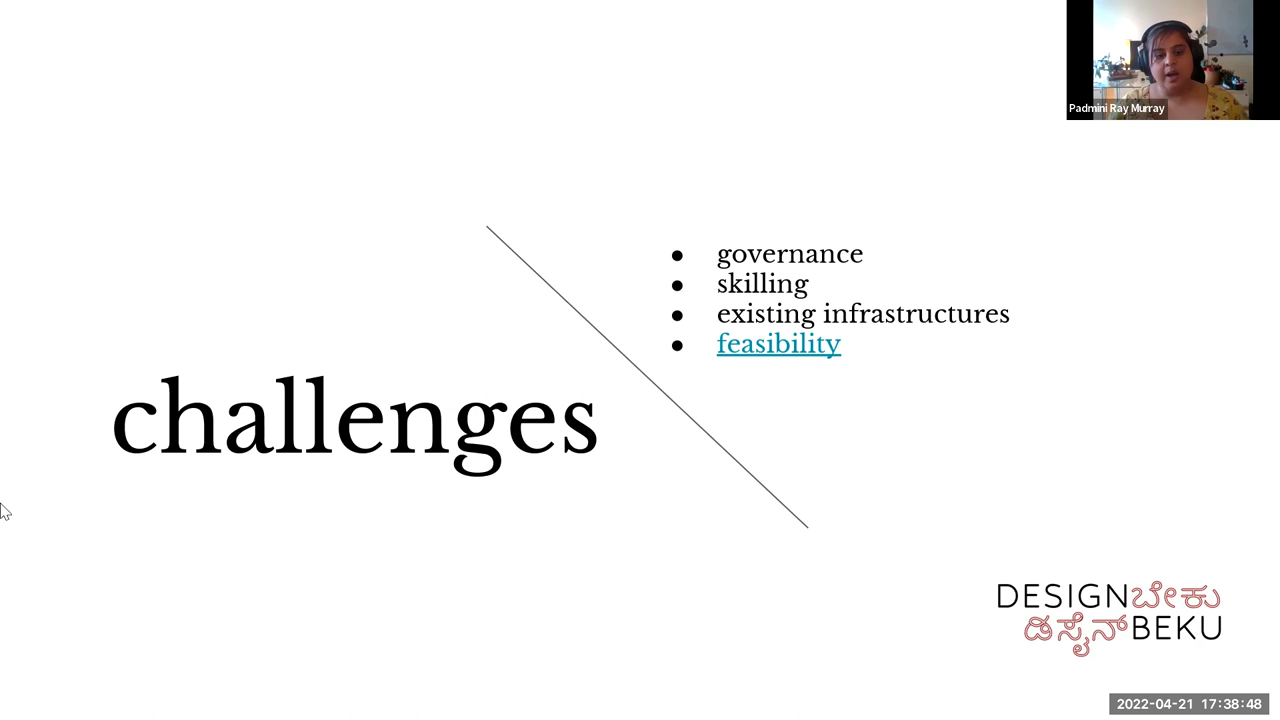 Padmini Ray Murray
governance
skilling
existing infrastructures
feasibility
challenges
DESIGNಬೇಕು
ಡಿಸೈನ್BEKU
2022-04-21 17:38:48